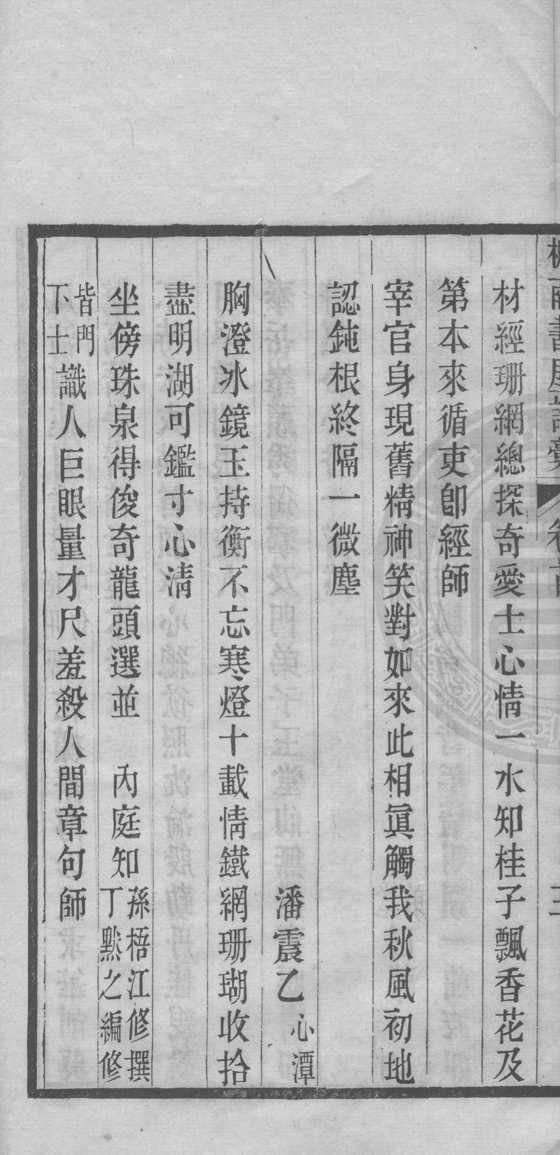 材經珊網總探奇愛士心情一水知桂子飄香花及
第本來循吏卽經師
宰官身現舊精神笑對如來此相眞觸我秋風初地
認鈍根終隔一微塵
潘震乙心潭
胸澄冰鏡玉持衡不忘寒燈十載情鐵網珊瑚收拾
盡明湖可鑑寸心清
坐傍珠泉得俊奇龍頭選並 內庭知孫梧江修撰丁默之編修
皆門下士識人巨眼量才尺羞殺人間章句師